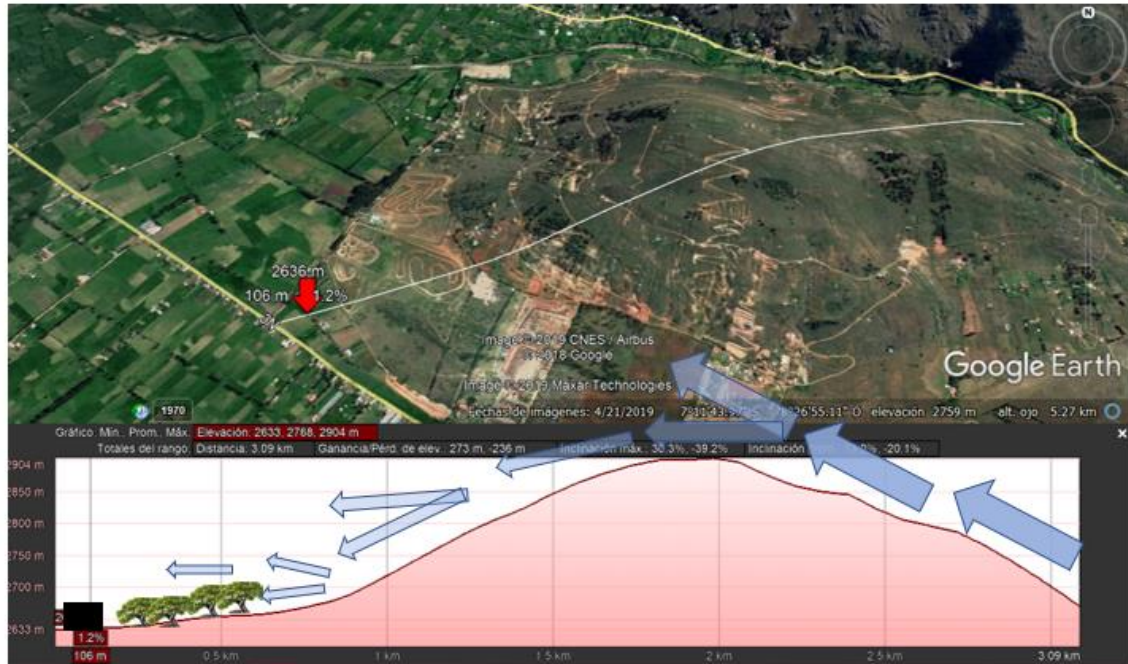 N
2636 m
106 m
1.2%
Image © 2019 CNES / Airbus
© 2018 Google
Image © 2019 Maxar Technologies
Google Earth
1970
Fechas de imágenes: 4/21/2019 O elevación: 2759 m alt. ojo 5.27 km
Gráfico: Mín., Prom., Máx. Elevación: 2633, 2768, 2904 m
Totales del rango: Distancia: 3.09 km Ganancia/Pérd. de elev.: 273 m, -236 m Inclinación máx.: -39.2% Inclinación -20.1%
2904 m
2850 m
2800 m
2750 m
2700 m
2633 m
1.2%
106 m 0.5 km 1 km 1.5 km 2 km 2.5 km 3.09 km